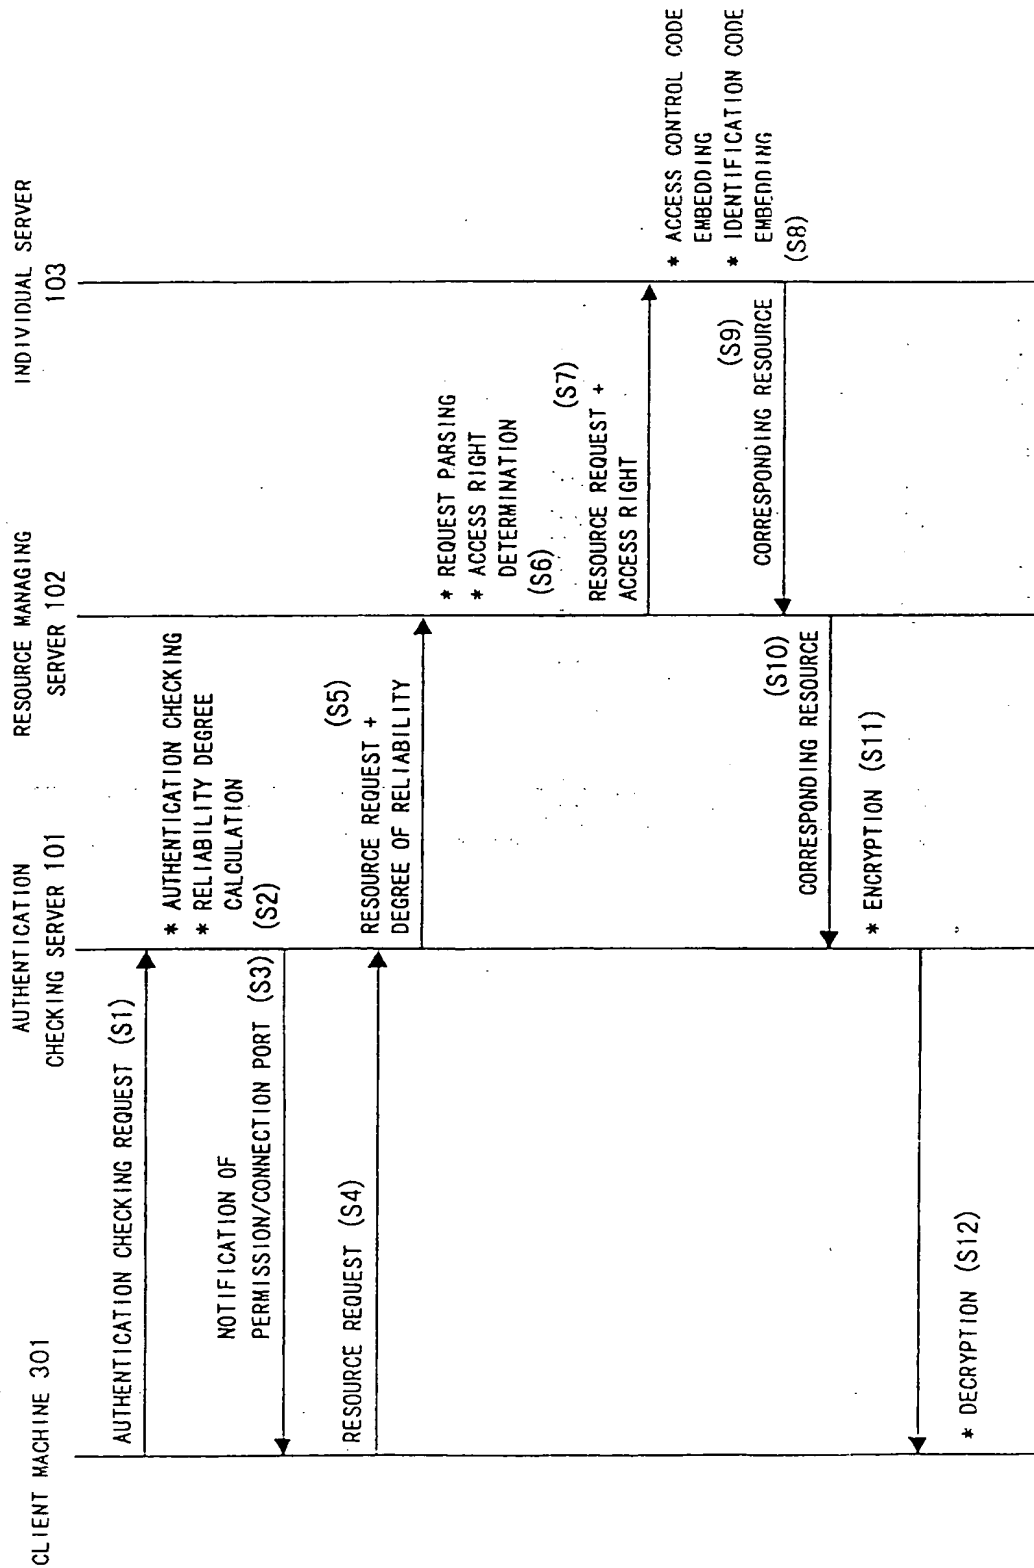 CLIENT MACHINE 301
AUTHENTICATION
CHECKING SERVER 101
RESOURCE MANAGING
SERVER 102
INDIVIDUAL SERVER
103
AUTHENTICATION CHECKING REQUEST (S1)
* AUTHENTICATION CHECKING
* RELIABILITY DEGREE
CALCULATION
(S2)
NOTIFICATION OF
PERMISSION/CONNECTION PORT (S3)
RESOURCE REQUEST (S4)
(S5)
RESOURCE REQUEST +
DEGREE OF RELIABILITY
* REQUEST PARSING
* ACCESS RIGHT
DETERMINATION
(S6)
(S7)
RESOURCE REQUEST +
ACCESS RIGHT
* ACCESS CONTROL CODE
EMBEDDING
* IDENTIFICATION CODE
EMBEDDING
(S8)
(S9)
CORRESPONDING RESOURCE
(S10)
CORRESPONDING RESOURCE
* ENCRYPTION (S11)
* DECRYPTION (S12)